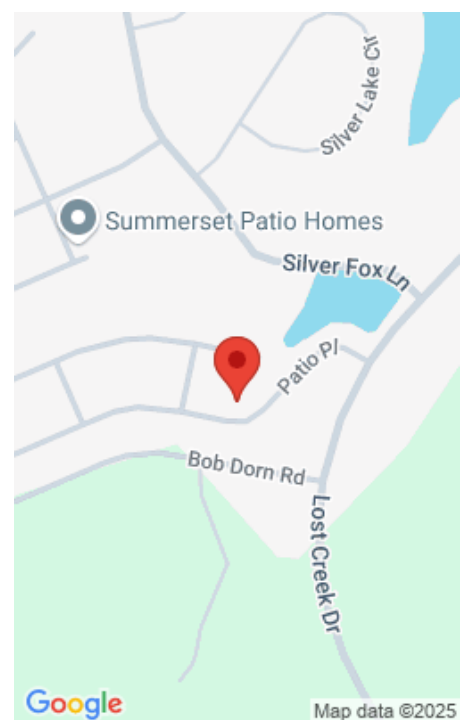 Silver Lake Cir
Summerset Patio Homes
Silver Fox Ln
Patio Pl
Bob Dorn Rd
Lost Creek Dr
Google
Map data ©2025